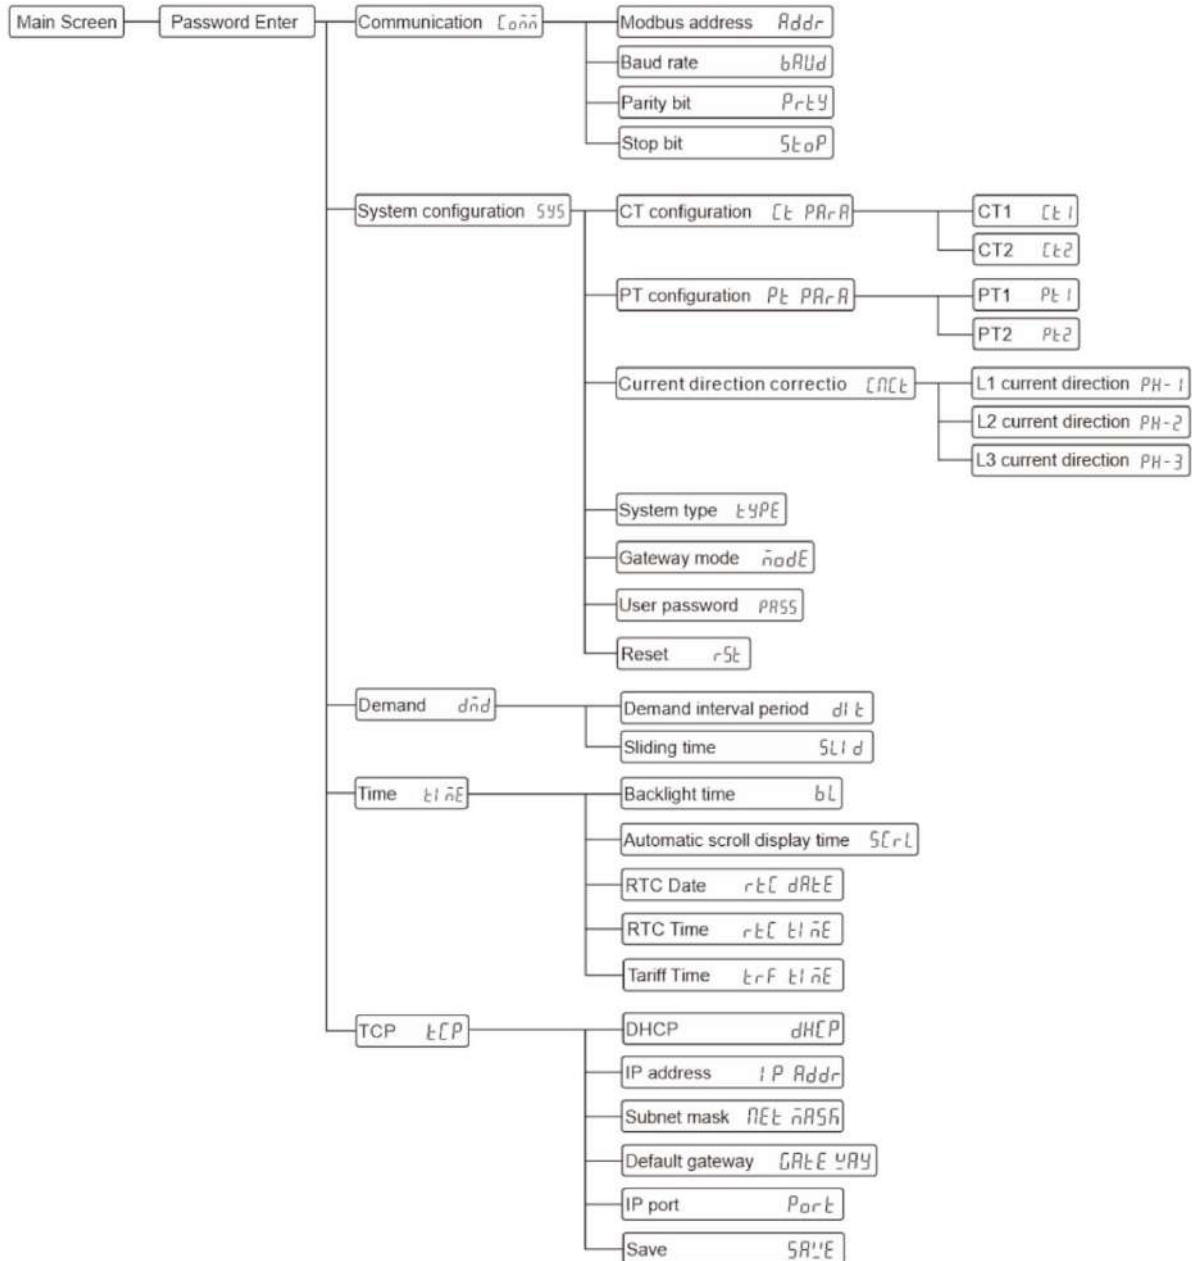 Main Screen
Password Enter
Communication Comm
Modbus address Addr
Baud rate bAUd
Parity bit PrtY
Stop bit StoP
System configuration SYS
CT configuration Ct PArA
CT1 Ct1
CT2 Ct2
PT configuration Pt PArA
PT1 Pt1
PT2 Pt2
Current direction correctio CnCt
L1 current direction PH-1
L2 current direction PH-2
L3 current direction PH-3
System type tYPE
Gateway mode modE
User password PASS
Reset rSt
Demand dmd
Demand interval period dIt
Sliding time SLId
Time tImE
Backlight time bL
Automatic scroll display time SCrL
RTC Date rtC dAtE
RTC Time rtC tImE
Tariff Time trF tImE
TCP tCP
DHCP dHCP
IP address IP Addr
Subnet mask nEt mASk
Default gateway GAtE wAY
IP port Port
Save SAvE